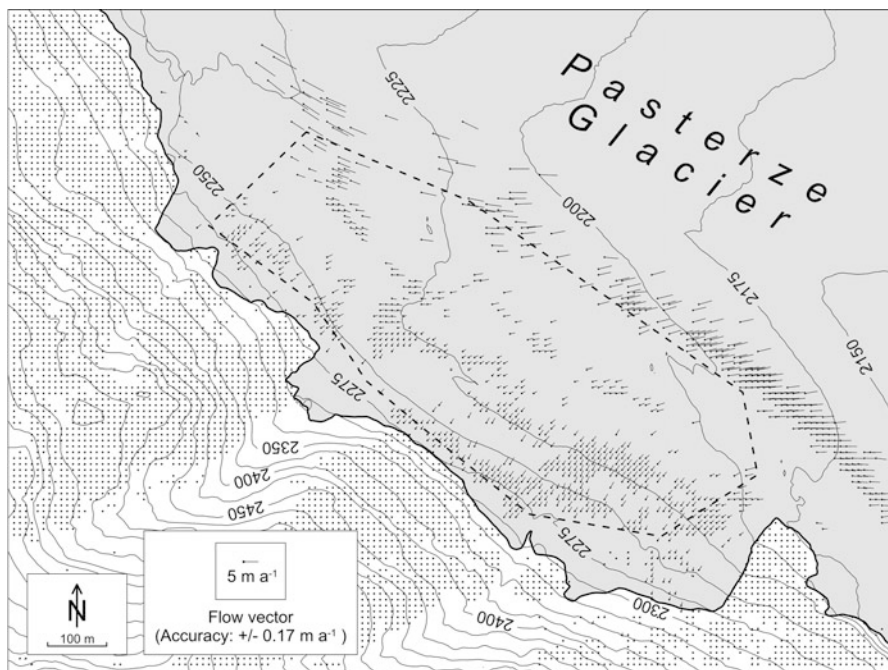 Pasterze
Glacier
2225
2250
2200
2175
2150
2275
2350
2400
2450
2275
2300
2400
N
100 m
5 m a⁻¹
Flow vector
(Accuracy: +/- 0.17 m a⁻¹ )